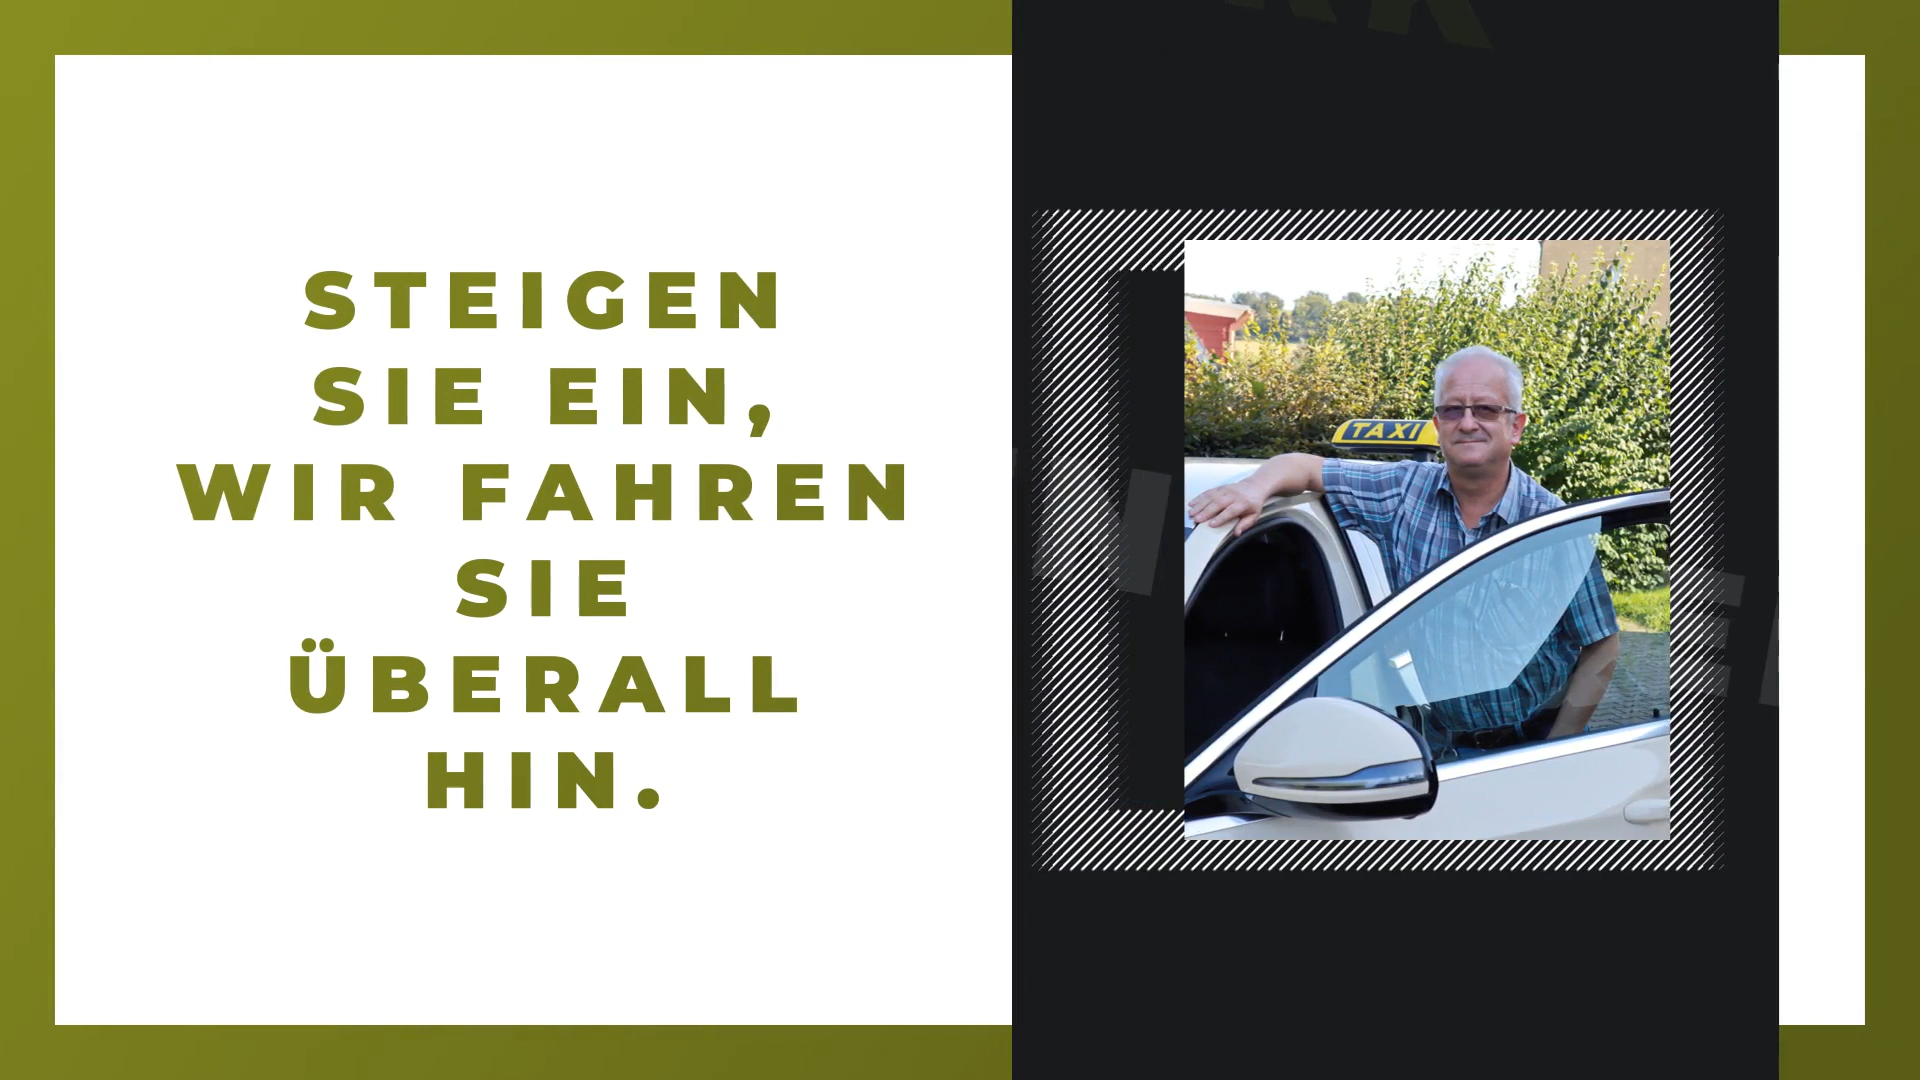 STEIGEN
SIE EIN,
WIR FAHREN
SIE
ÜBERALL
HIN.
TAXI